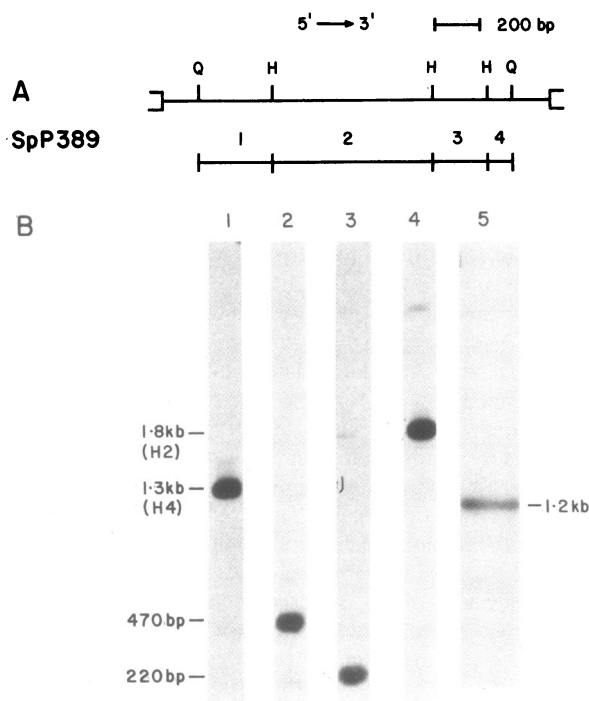 5' → 3' 200 bp
Q H H H Q
A
SpP389
1 2 3 4
B
1 2 3 4 5
1·8kb
(H2)
1·3kb
(H4)
1·2kb
470bp
220bp